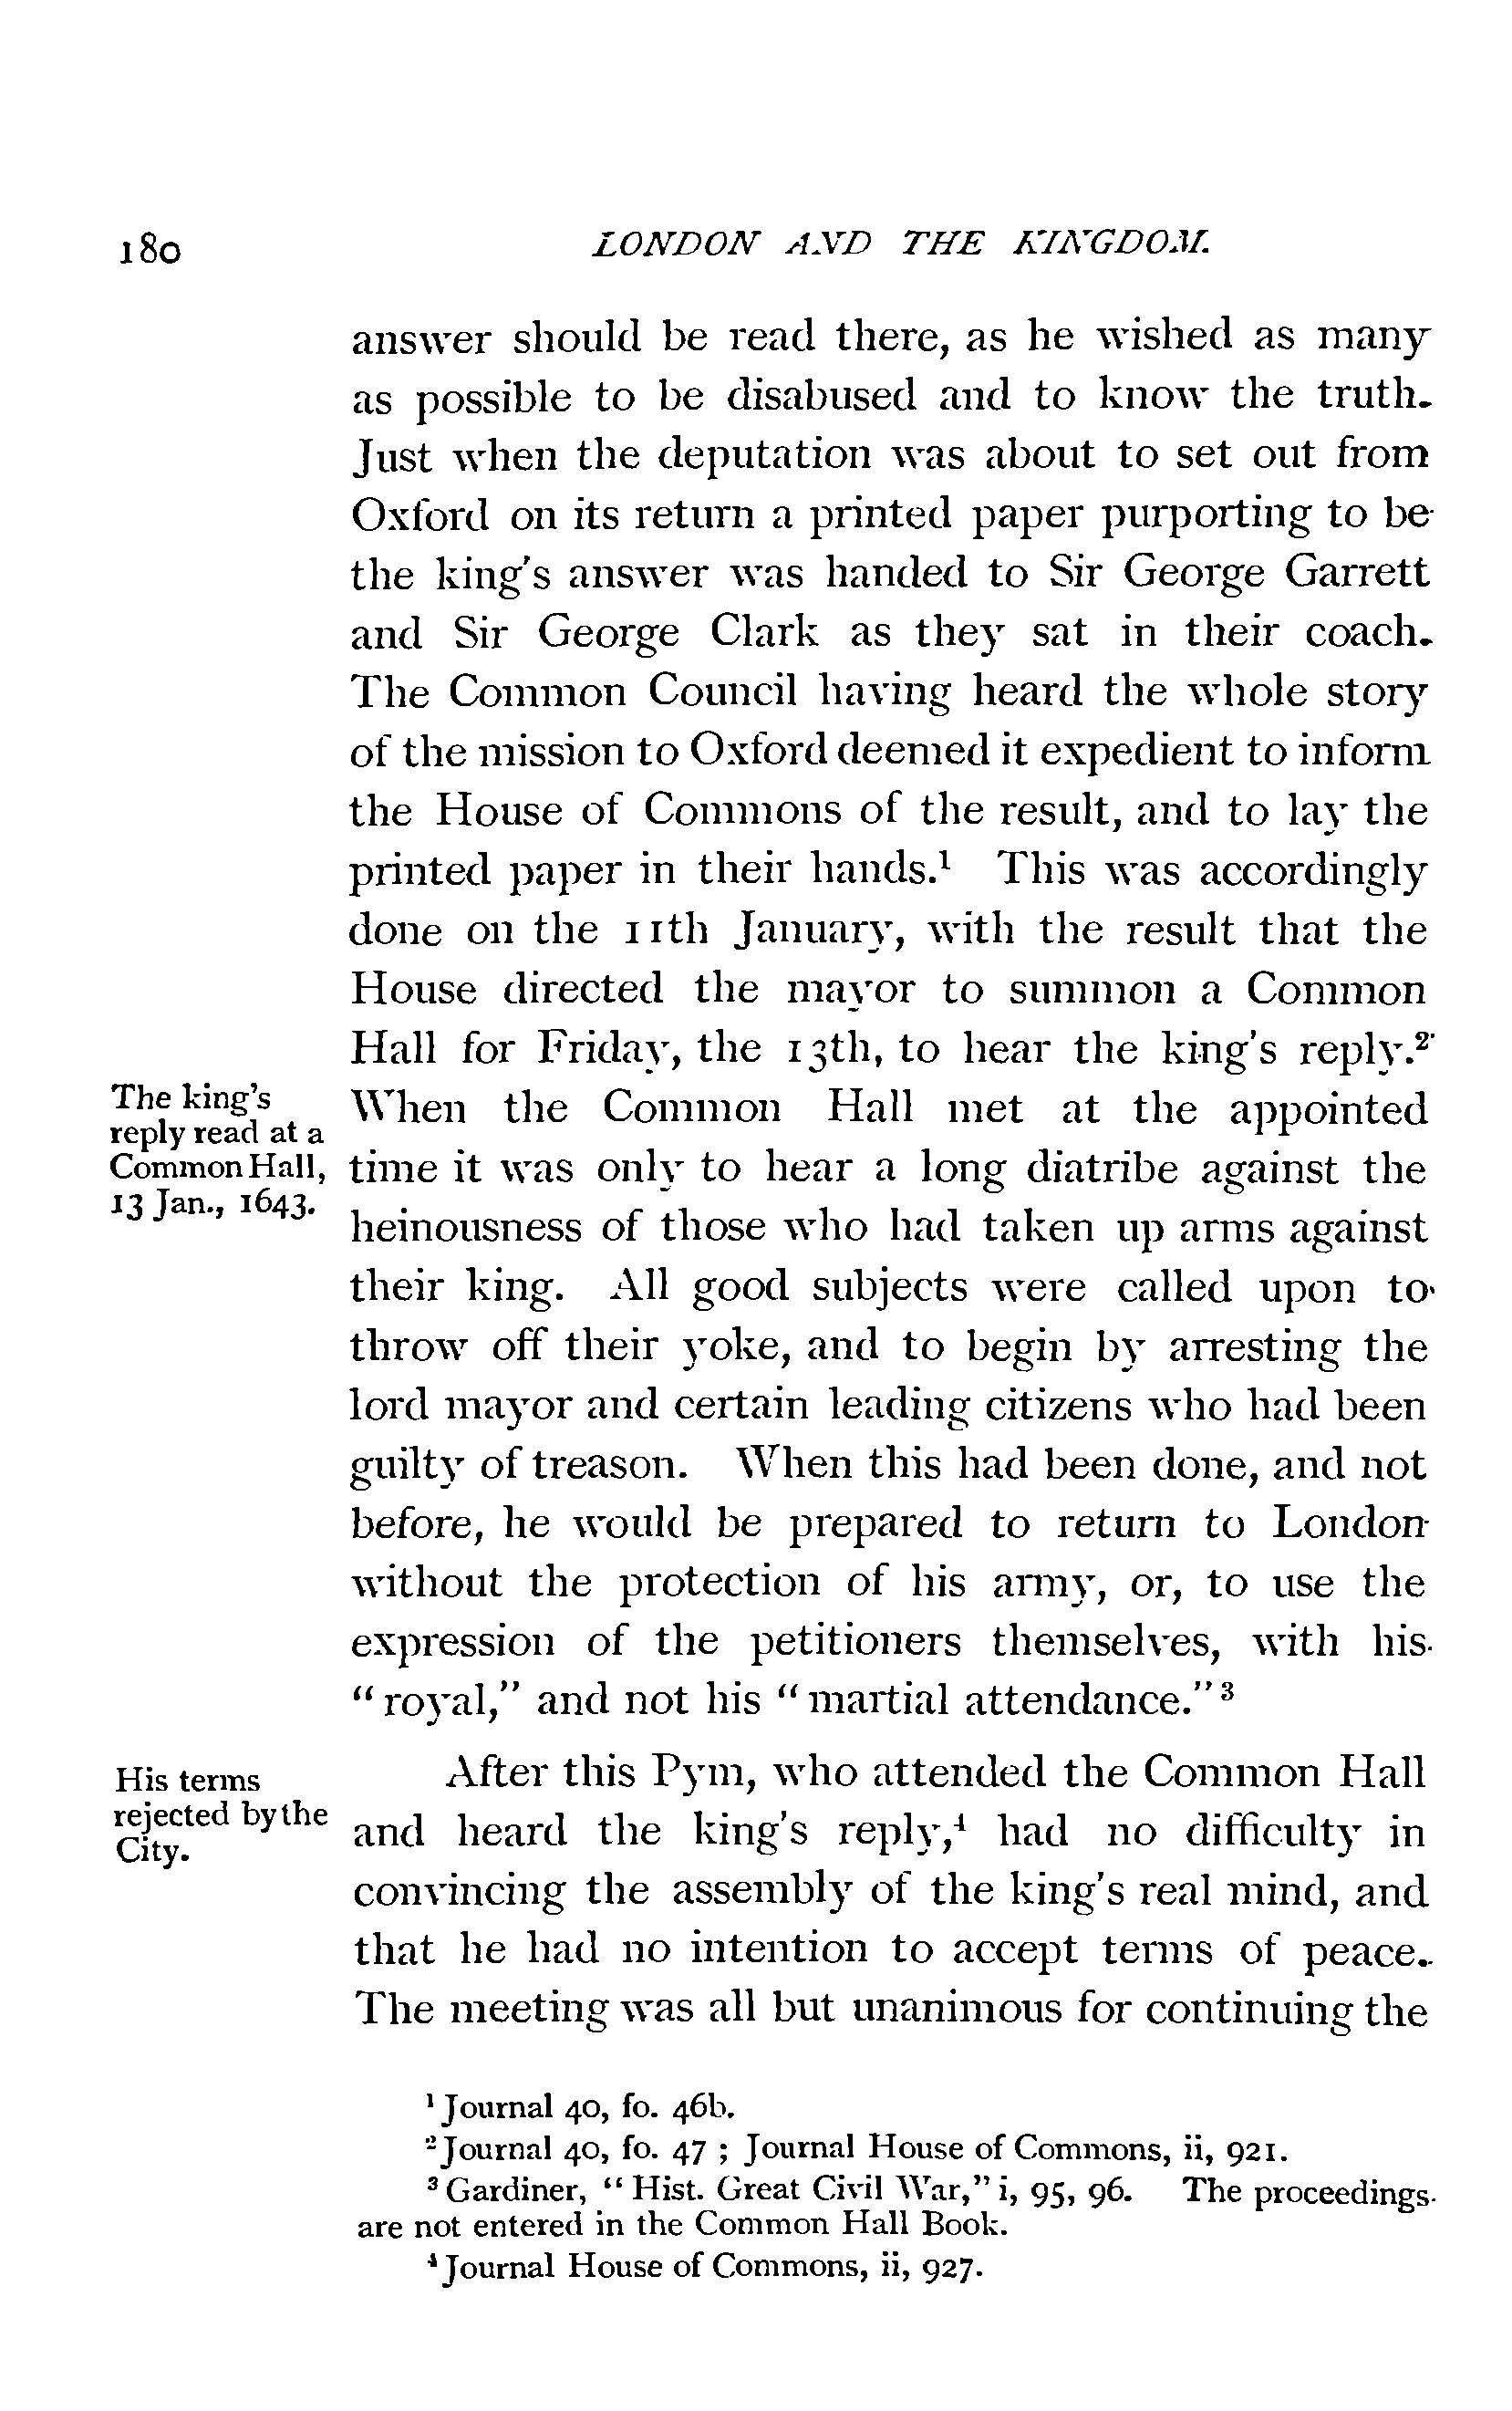 180 LONDON AND THE KINGDOM.
answer should be read there, as he wished as many
as possible to be disabused and to know the truth.
Just when the deputation was about to set out from
Oxford on its return a printed paper purporting to be
the king's answer was handed to Sir George Garrett
and Sir George Clark as they sat in their coach.
The Common Council having heard the whole story
of the mission to Oxford deemed it expedient to inform
the House of Commons of the result, and to lay the
printed paper in their hands.¹ This was accordingly
done on the 11th January, with the result that the
House directed the mayor to summon a Common
Hall for Friday, the 13th, to hear the king's reply.²
The king's
reply read at a
Common Hall,
13 Jan., 1643.
When the Common Hall met at the appointed
time it was only to hear a long diatribe against the
heinousness of those who had taken up arms against
their king. All good subjects were called upon to
throw off their yoke, and to begin by arresting the
lord mayor and certain leading citizens who had been
guilty of treason. When this had been done, and not
before, he would be prepared to return to London
without the protection of his army, or, to use the
expression of the petitioners themselves, with his
"royal," and not his "martial attendance."³
His terms
rejected by the
City.
After this Pym, who attended the Common Hall
and heard the king's reply,⁴ had no difficulty in
convincing the assembly of the king's real mind, and
that he had no intention to accept terms of peace.
The meeting was all but unanimous for continuing the
¹ Journal 40, fo. 46b.
² Journal 40, fo. 47 ; Journal House of Commons, ii, 921.
³ Gardiner, "Hist. Great Civil War," i, 95, 96. The proceedings
are not entered in the Common Hall Book.
⁴ Journal House of Commons, ii, 927.